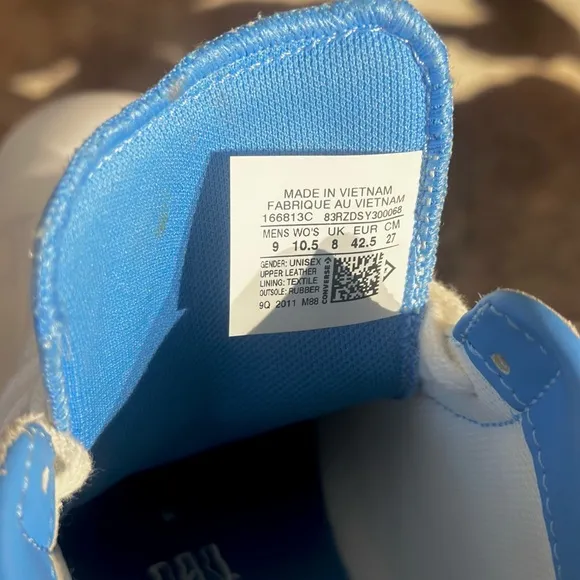 MADE IN VIETNAM
FABRIQUE AU VIETNAM
166813C 83RZDSY300068
MENS WO'S UK EUR CM
9 10.5 8 42.5 27
GENDER: UNISEX
UPPER LEATHER
LINING: TEXTILE
OUTSOLE: RUBBER
CONVERSE
9Q 2011 M88